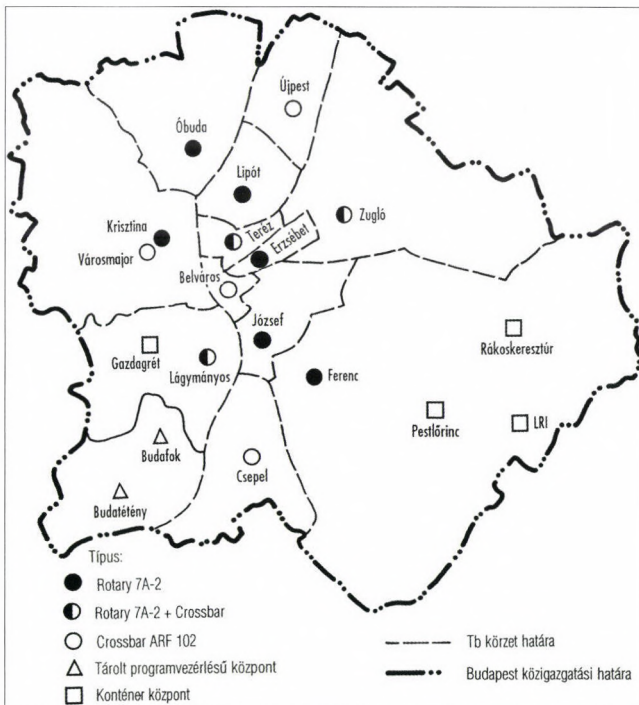 Újpest
Óbuda
Lipót
Krisztina
Városmajor
Teréz
Zugló
Erzsébet
Belváros
József
Rákoskeresztúr
Gazdagrét
Lágymányos
Ferenc
Pestlőrinc
LRI
Budafok
Csepel
Budatétény
Típus:
Rotary 7A-2
Rotary 7A-2 + Crossbar
Crossbar ARF 102
Tárolt programvezérlésű központ
Konténer központ
Tb körzet határa
Budapest közigazgatási határa